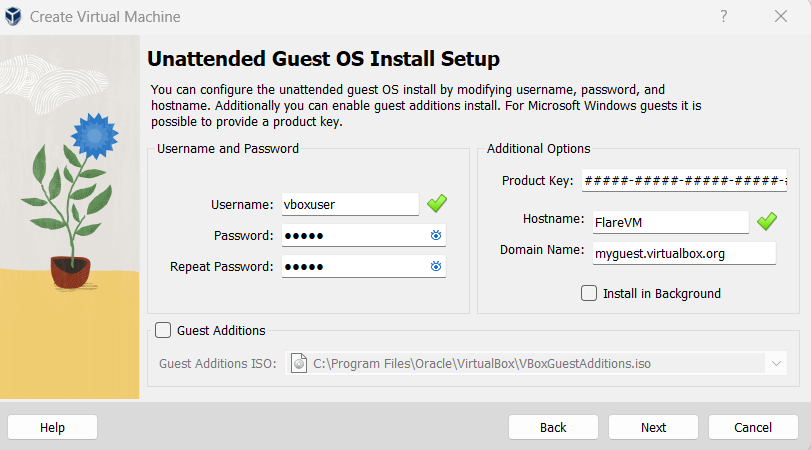 Create Virtual Machine
?
Unattended Guest OS Install Setup
You can configure the unattended guest OS install by modifying username, password, and
hostname. Additionally you can enable guest additions install. For Microsoft Windows guests it is
possible to provide a product key.
Username and Password
Username: vboxuser
Password: ●●●●●
Repeat Password: ●●●●●
Additional Options
Product Key: #####-#####-#####-#####-#
Hostname: FlareVM
Domain Name: myguest.virtualbox.org
Install in Background
Guest Additions
Guest Additions ISO: C:\Program Files\Oracle\VirtualBox\VBoxGuestAdditions.iso
Help
Back
Next
Cancel